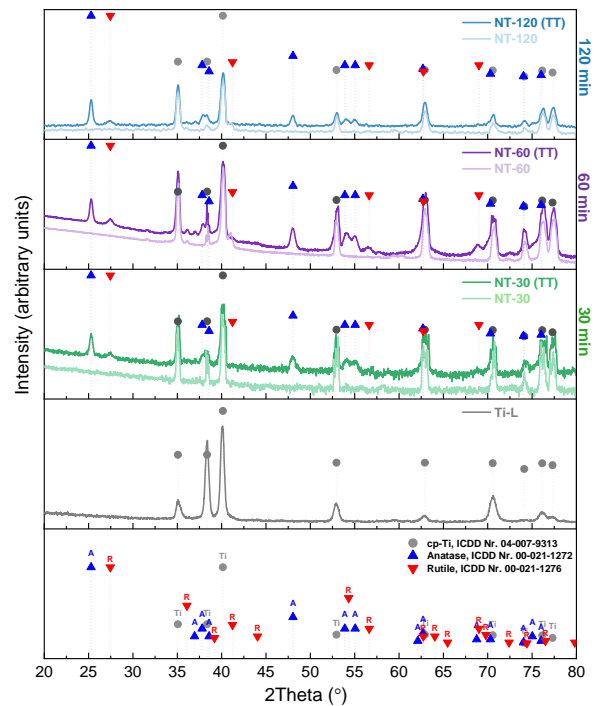 NT-120 (TT)
NT-120
120 min
NT-60 (TT)
NT-60
60 min
NT-30 (TT)
NT-30
30 min
Ti-L
cp-Ti, ICDD Nr. 04-007-9313
Anatase, ICDD Nr. 00-021-1272
Rutile, ICDD Nr. 00-021-1276
A R Ti
R A
Ti A Ti R A A R Ti A Ti R Ti
A A R R Ti A A R R R A R A R R A A R Ti R
Intensity (arbitrary units)
20 25 30 35 40 45 50 55 60 65 70 75 80
2Theta (°)